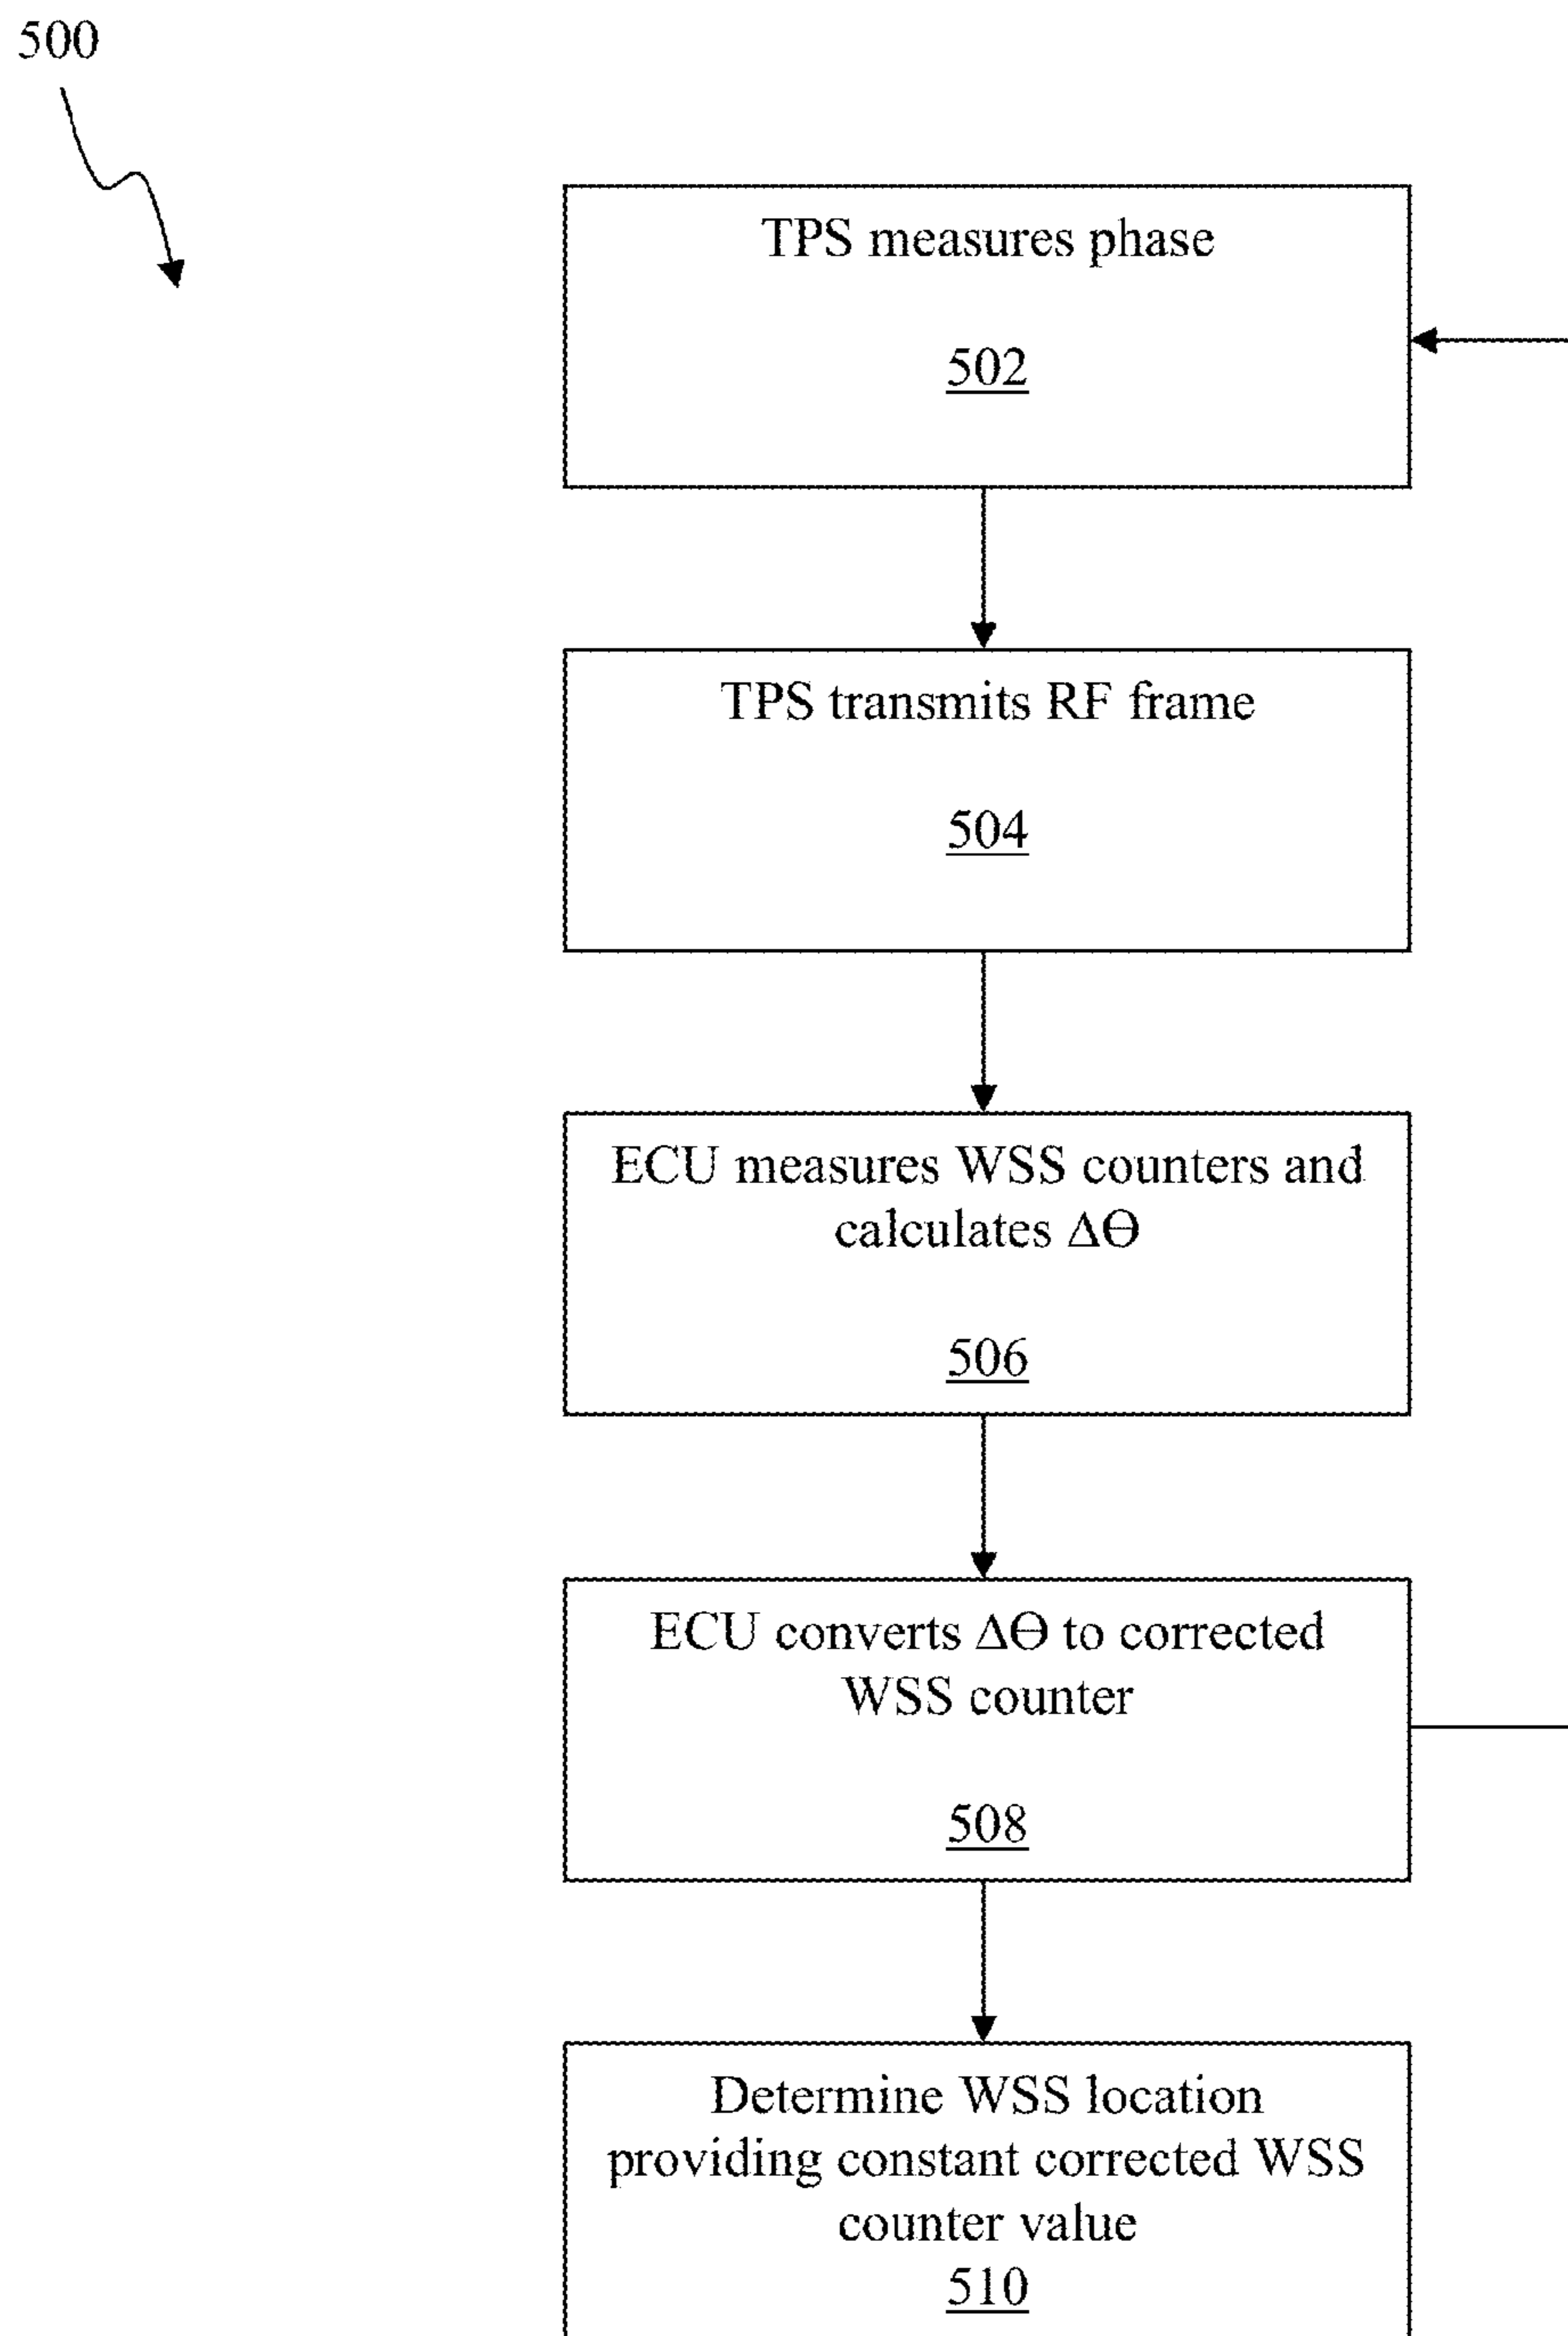 500
TPS measures phase
502
TPS transmits RF frame
504
ECU measures WSS counters and
calculates ΔΘ
506
ECU converts ΔΘ to corrected
WSS counter
508
Determine WSS location
providing constant corrected WSS
counter value
510